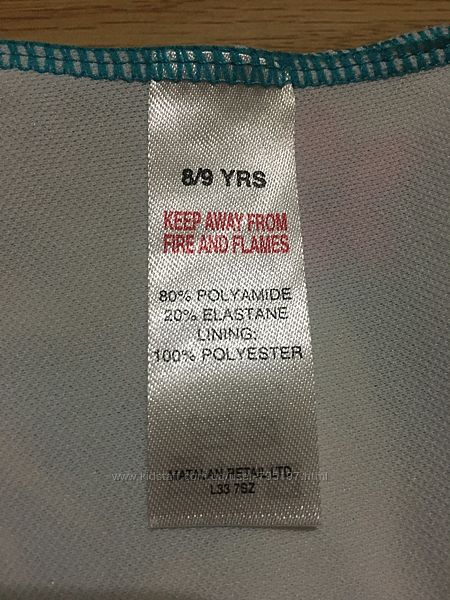 8/9 YRS
KEEP AWAY FROM
FIRE AND FLAMES
80% POLYAMIDE
20% ELASTANE
LINING:
100% POLYESTER
MATALAN RETAIL LTD.
L33 7SZ